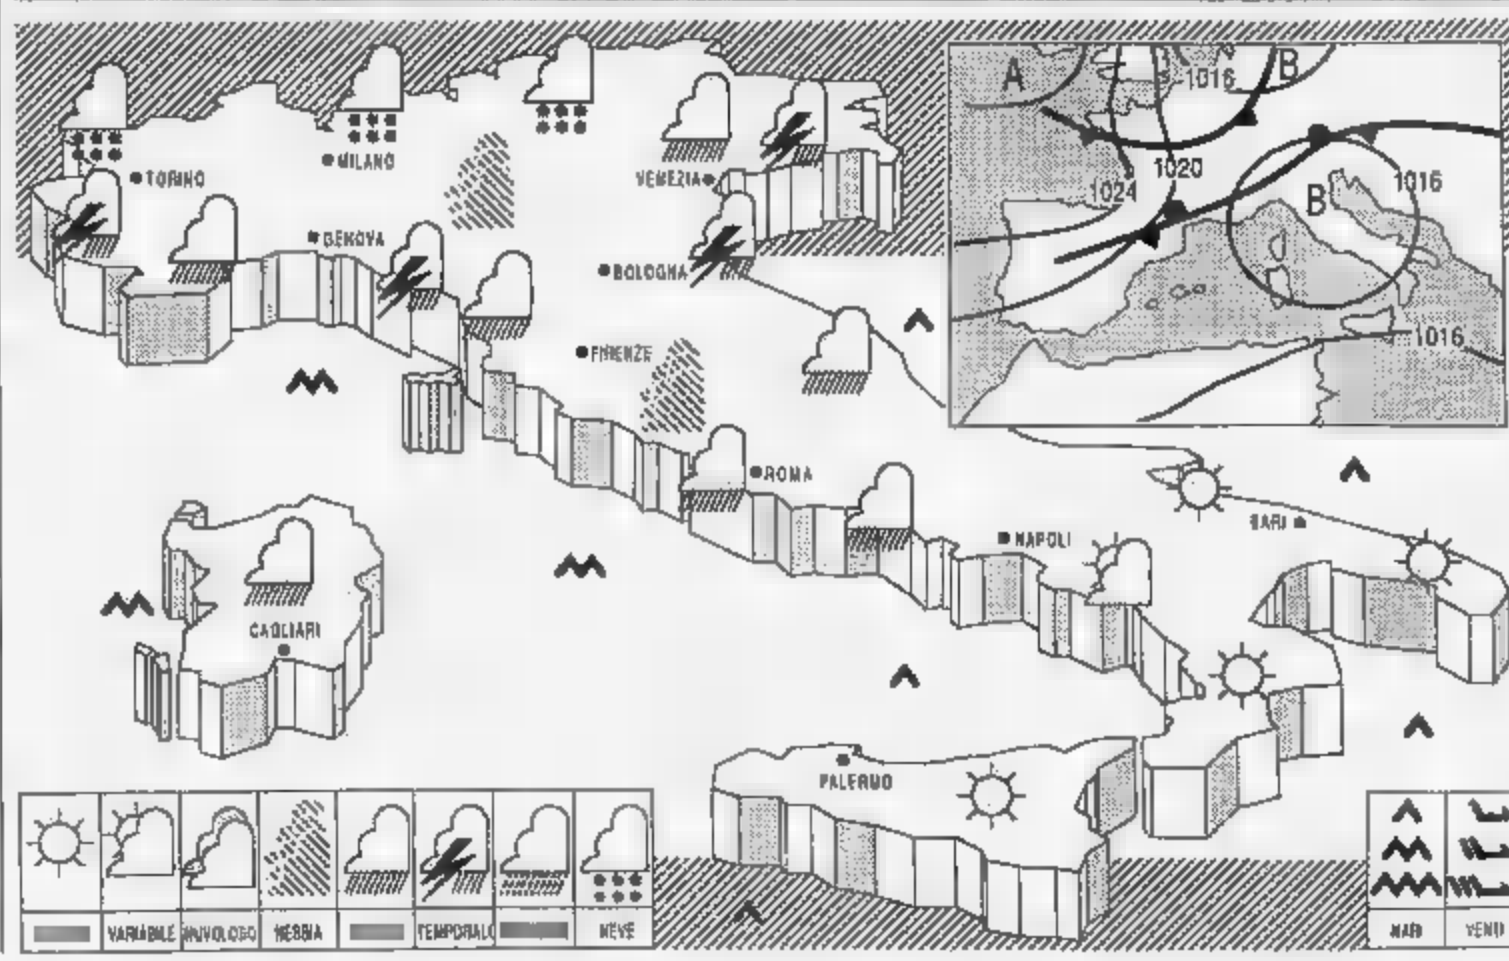 A
B
1016
1020
1024
1016
B
1016
MILANO
TORINO
VENEZIA
GENOVA
BOLOGNA
FIRENZE
ROMA
NAPOLI
BARI
CAGLIARI
PALERMO
VARIABILE
NUVOLOSO
NEBBIA
TEMPORALE
NEVE
MARI
VENTI